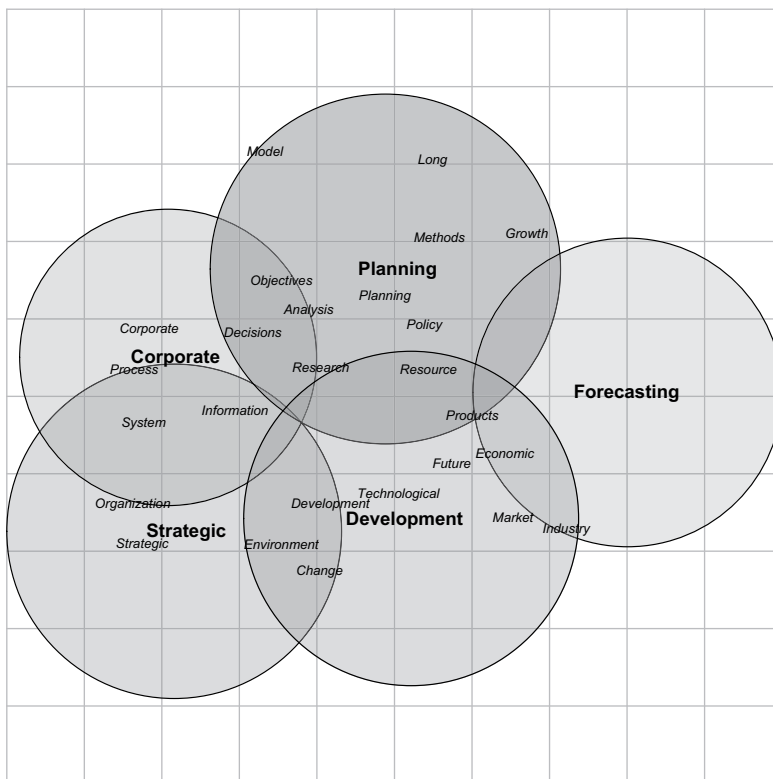 Model
Long
Methods
Growth
Planning
Objectives
Planning
Analysis
Policy
Corporate
Decisions
Corporate
Process
Research
Resource
Forecasting
Information
Products
System
Economic
Future
Technological
Organization
Development
Market
Development
Strategic
Industry
Strategic
Environment
Change